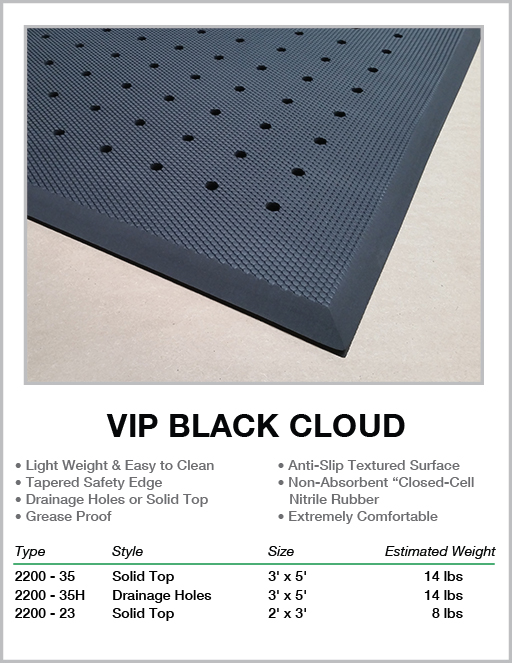 VIP BLACK CLOUD
• Light Weight & Easy to Clean
• Tapered Safety Edge
• Drainage Holes or Solid Top
• Grease Proof
• Anti-Slip Textured Surface
• Non-Absorbent “Closed-Cell
Nitrile Rubber
• Extremely Comfortable
Type Style Size Estimated Weight
2200 - 35 Solid Top 3' x 5' 14 lbs
2200 - 35H Drainage Holes 3' x 5' 14 lbs
2200 - 23 Solid Top 2' x 3' 8 lbs